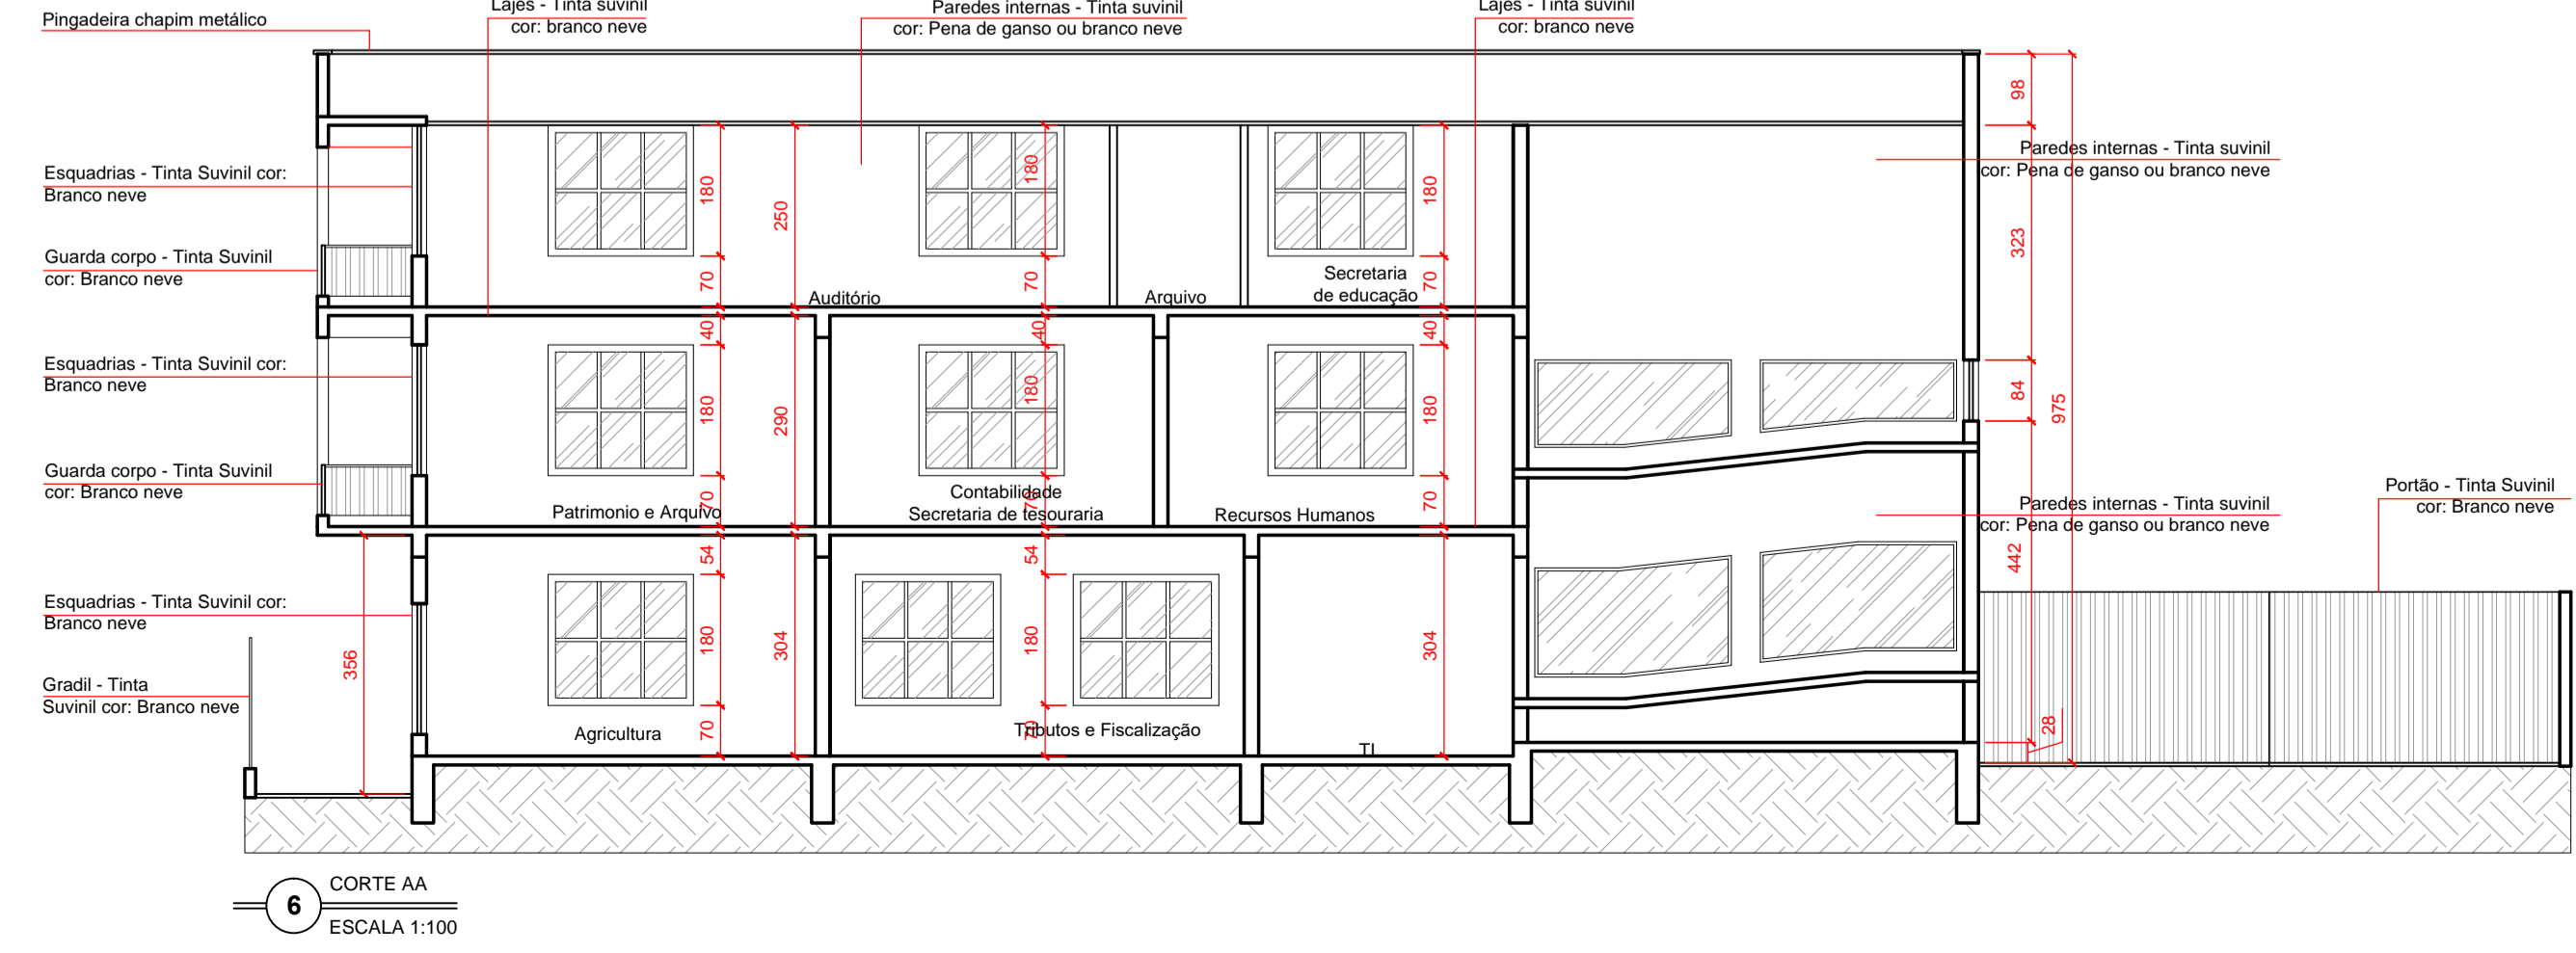 Pingadeira chapim metálico
Lajes - Tinta suvinil
cor: branco neve
Paredes internas - Tinta suvinil
cor: Pena de ganso ou branco neve
Lajes - Tinta suvinil
cor: branco neve
98
Esquadrias - Tinta Suvinil cor:
Branco neve
180
250
180
180
Paredes internas - Tinta suvinil
cor: Pena de ganso ou branco neve
323
Guarda corpo - Tinta Suvinil
cor: Branco neve
70
70
70
Auditório
Arquivo
Secretaria
de educação
40
40
40
Esquadrias - Tinta Suvinil cor:
Branco neve
180
290
180
180
84
975
Guarda corpo - Tinta Suvinil
cor: Branco neve
70
70
70
Patrimonio e Arquivo
Contabilidade
Secretaria de tesouraria
Recursos Humanos
Paredes internas - Tinta suvinil
cor: Pena de ganso ou branco neve
Portão - Tinta Suvinil
cor: Branco neve
54
54
442
Esquadrias - Tinta Suvinil cor:
Branco neve
356
180
304
180
304
Gradil - Tinta
Suvinil cor: Branco neve
70
70
28
Agricultura
Tributos e Fiscalização
TI
6
CORTE AA
ESCALA 1:100